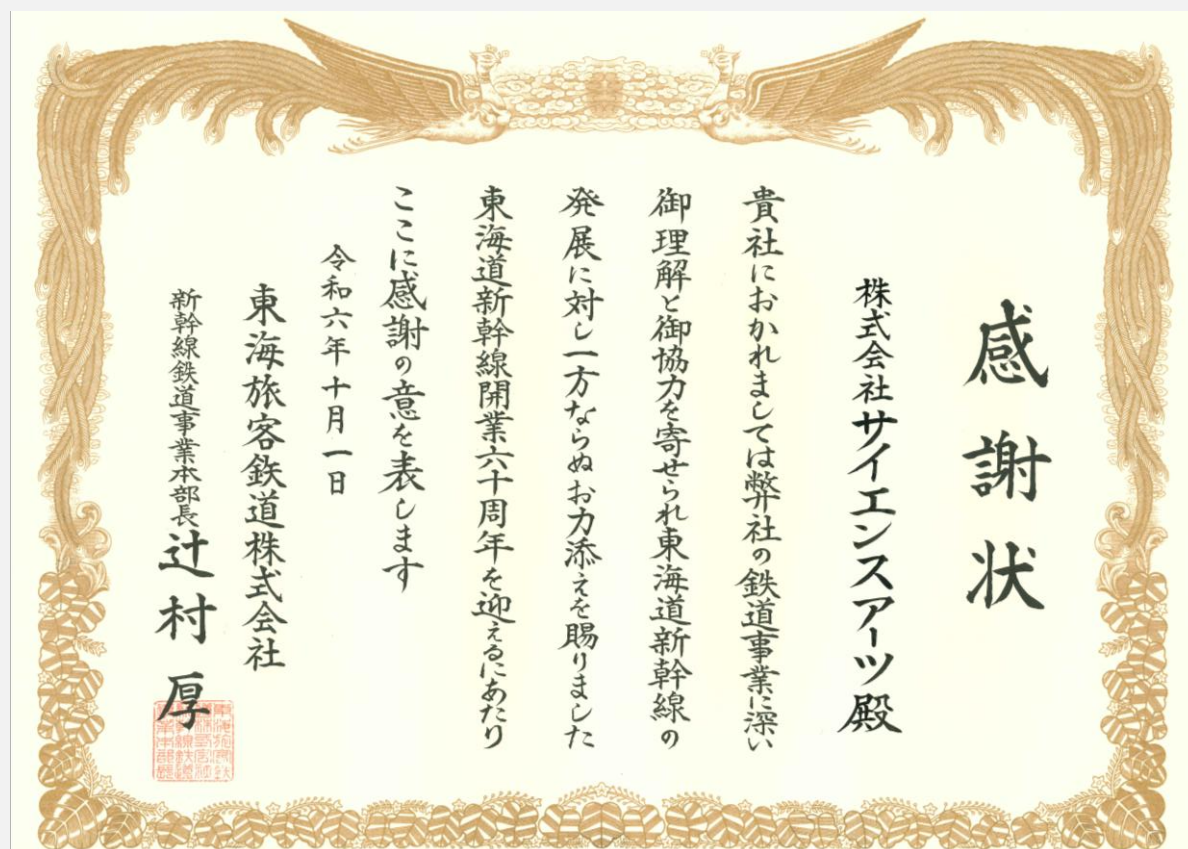 感謝状
株式会社サイエンスアーツ殿
貴社におかれましては弊社の鉄道事業に深い
御理解と御協力を寄せられ東海道新幹線の
発展に対し一方ならぬお力添えを賜りました
東海道新幹線開業六十周年を迎えるにあたり
ここに感謝の意を表します
令和六年十月一日
東海旅客鉄道株式会社
新幹線鉄道事業本部長辻村厚